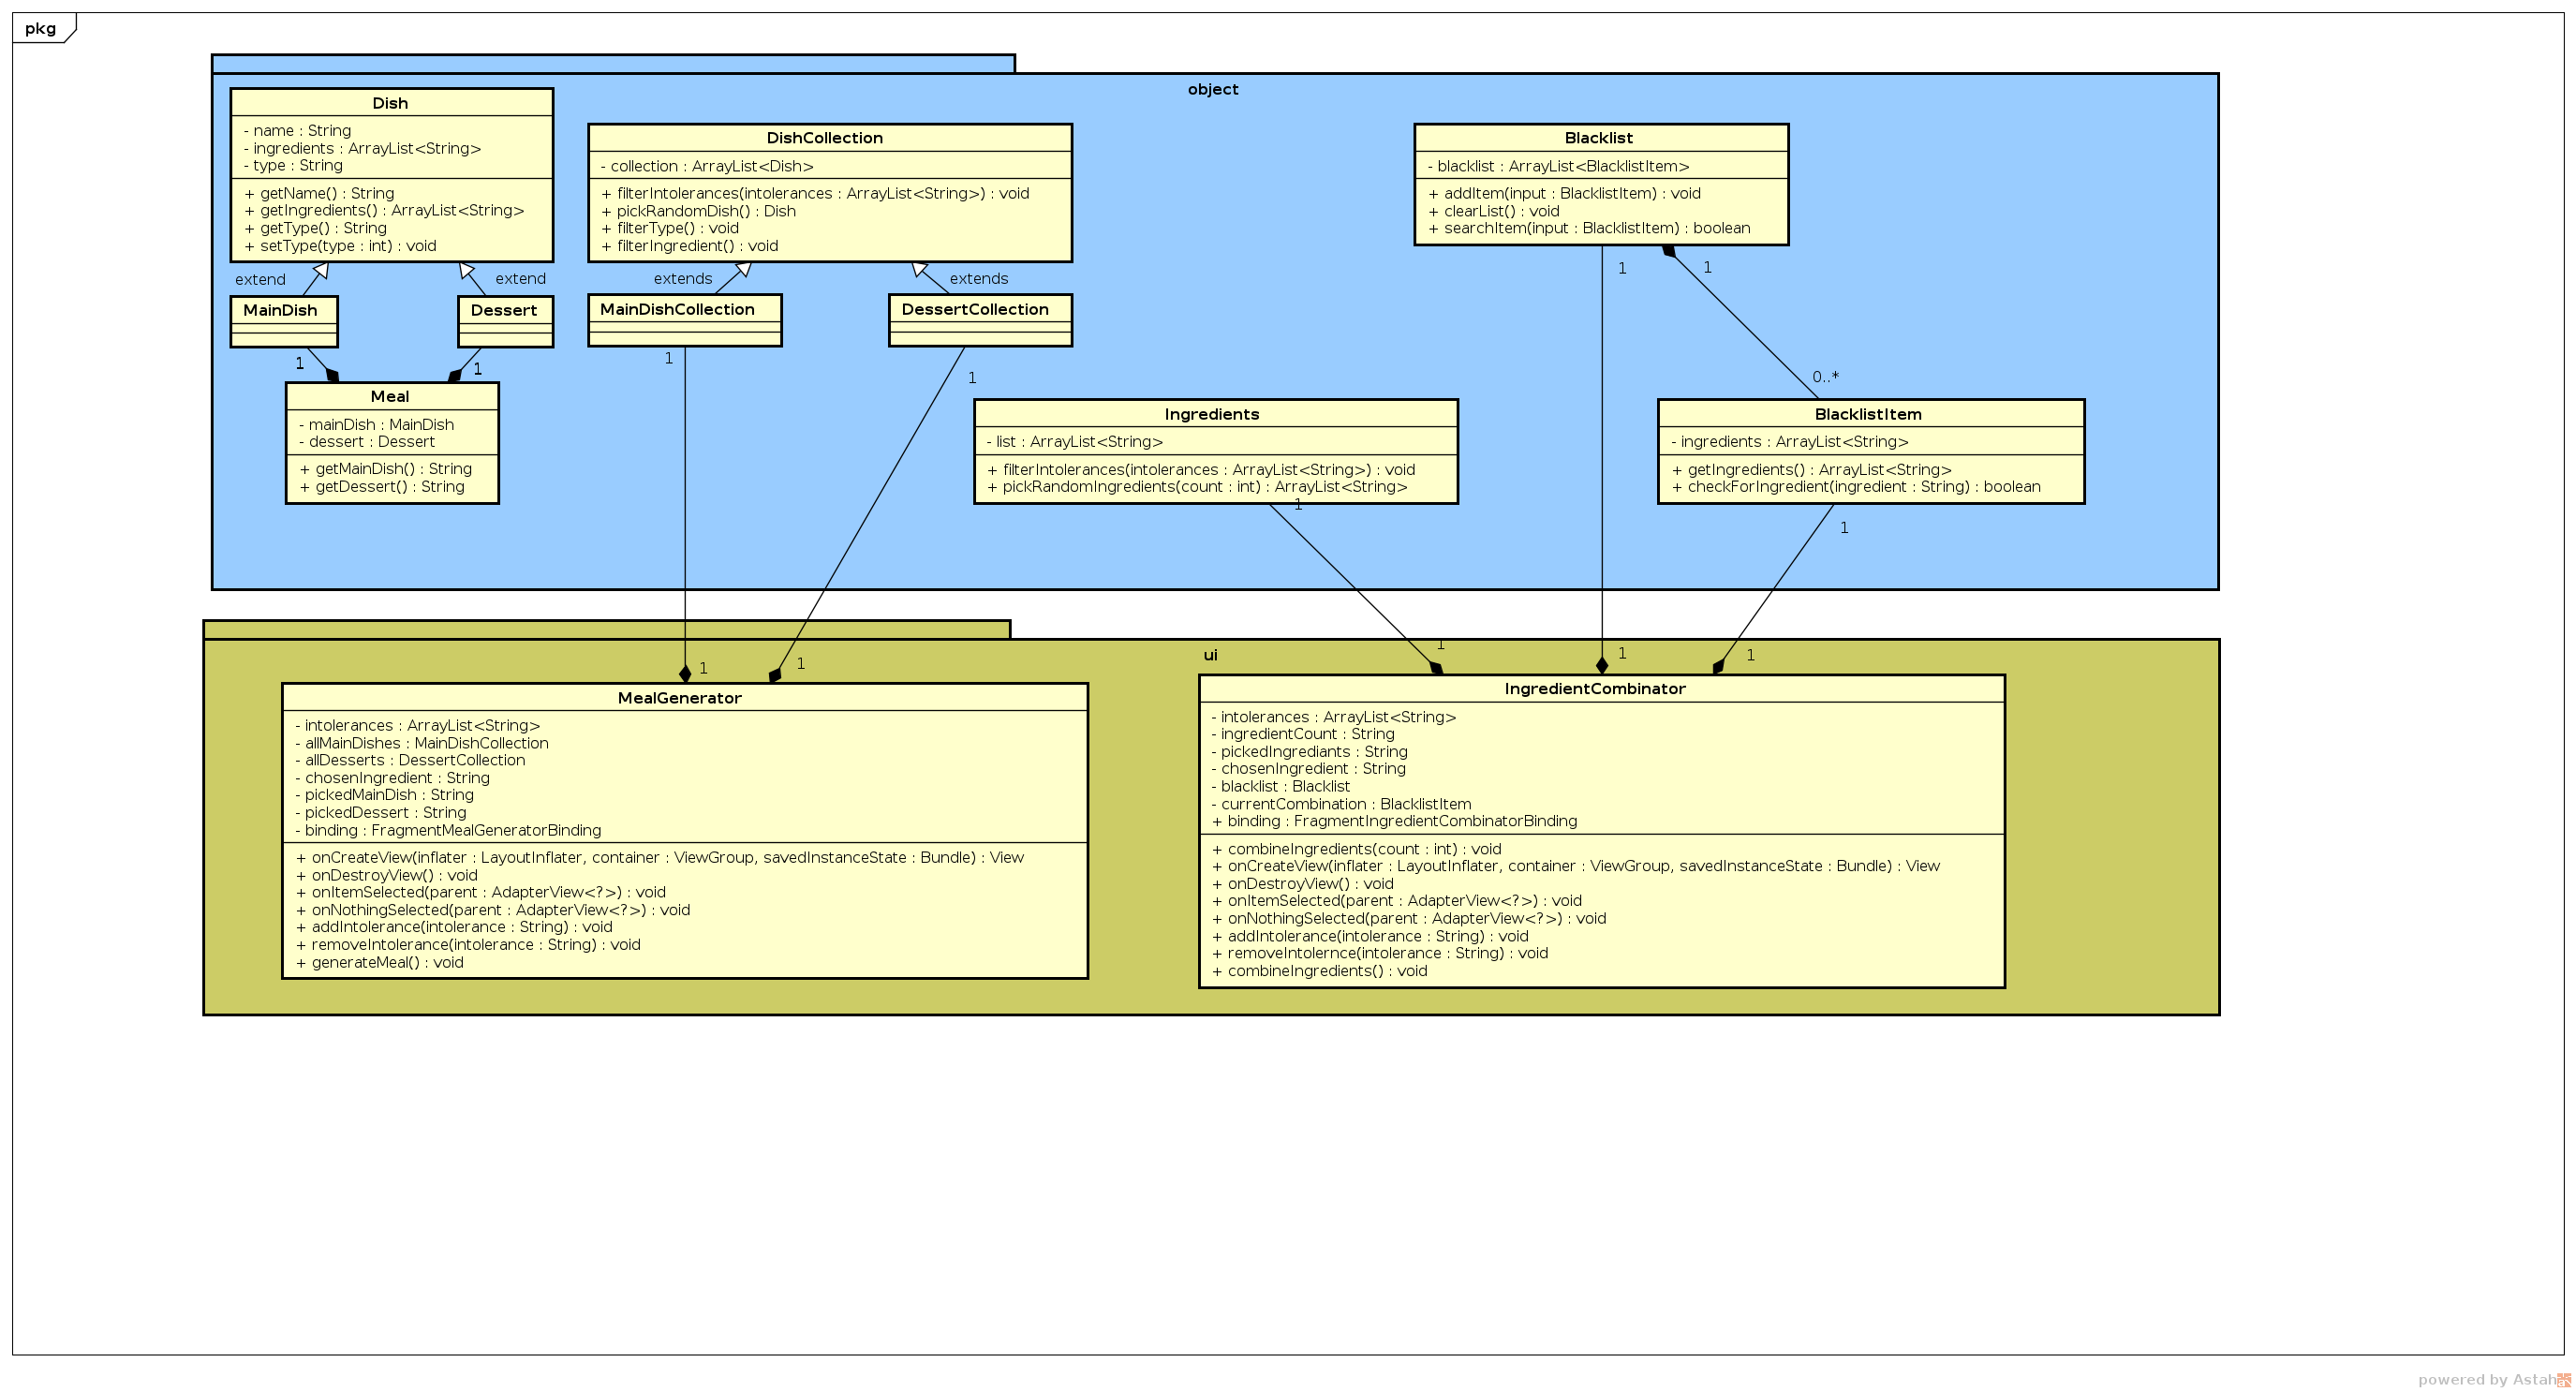 pkg
object
Dish
- name : String
- ingredients : ArrayList<String>
- type : String
+ getName() : String
+ getIngredients() : ArrayList<String>
+ getType() : String
+ setType(type : int) : void
DishCollection
- collection : ArrayList<Dish>
+ filterIntolerances(intolerances : ArrayList<String>) : void
+ pickRandomDish() : Dish
+ filterType() : void
+ filterIngredient() : void
Blacklist
- blacklist : ArrayList<BlacklistItem>
+ addItem(input : BlacklistItem) : void
+ clearList() : void
+ searchItem(input : BlacklistItem) : boolean
extend
extend
extends
extends
1
1
MainDish
Dessert
MainDishCollection
DessertCollection
1
1
1
1
0..*
Meal
- mainDish : MainDish
- dessert : Dessert
+ getMainDish() : String
+ getDessert() : String
Ingredients
- list : ArrayList<String>
+ filterIntolerances(intolerances : ArrayList<String>) : void
+ pickRandomIngredients(count : int) : ArrayList<String>
1
BlacklistItem
- ingredients : ArrayList<String>
+ getIngredients() : ArrayList<String>
+ checkForIngredient(ingredient : String) : boolean
1
ui
1
1
1
1
1
MealGenerator
- intolerances : ArrayList<String>
- allMainDishes : MainDishCollection
- allDesserts : DessertCollection
- chosenIngredient : String
- pickedMainDish : String
- pickedDessert : String
- binding : FragmentMealGeneratorBinding
+ onCreateView(inflater : LayoutInflater, container : ViewGroup, savedInstanceState : Bundle) : View
+ onDestroyView() : void
+ onItemSelected(parent : AdapterView<?>) : void
+ onNothingSelected(parent : AdapterView<?>) : void
+ addIntolerance(intolerance : String) : void
+ removeIntolerance(intolerance : String) : void
+ generateMeal() : void
IngredientCombinator
- intolerances : ArrayList<String>
- ingredientCount : String
- pickedIngrediants : String
- chosenIngredient : String
- blacklist : Blacklist
- currentCombination : BlacklistItem
+ binding : FragmentIngredientCombinatorBinding
+ combineIngredients(count : int) : void
+ onCreateView(inflater : LayoutInflater, container : ViewGroup, savedInstanceState : Bundle) : View
+ onDestroyView() : void
+ onItemSelected(parent : AdapterView<?>) : void
+ onNothingSelected(parent : AdapterView<?>) : void
+ addIntolerance(intolerance : String) : void
+ removeIntolernce(intolerance : String) : void
+ combineIngredients() : void
powered by Astah